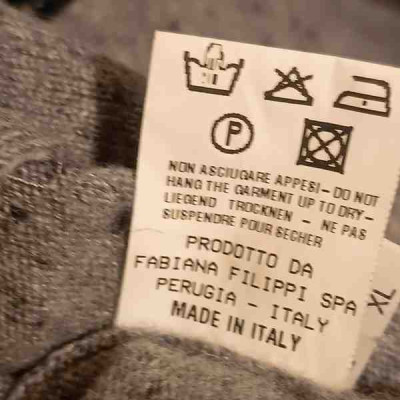 P
NON ASCIUGARE APPESI - DO NOT
HANG THE GARMENT UP TO DRY -
LIEGEND TROCKNEN - NE PAS
SUSPENDRE POUR SECHER
PRODOTTO DA
FABIANA FILIPPI SPA
PERUGIA - ITALY
MADE IN ITALY
XL